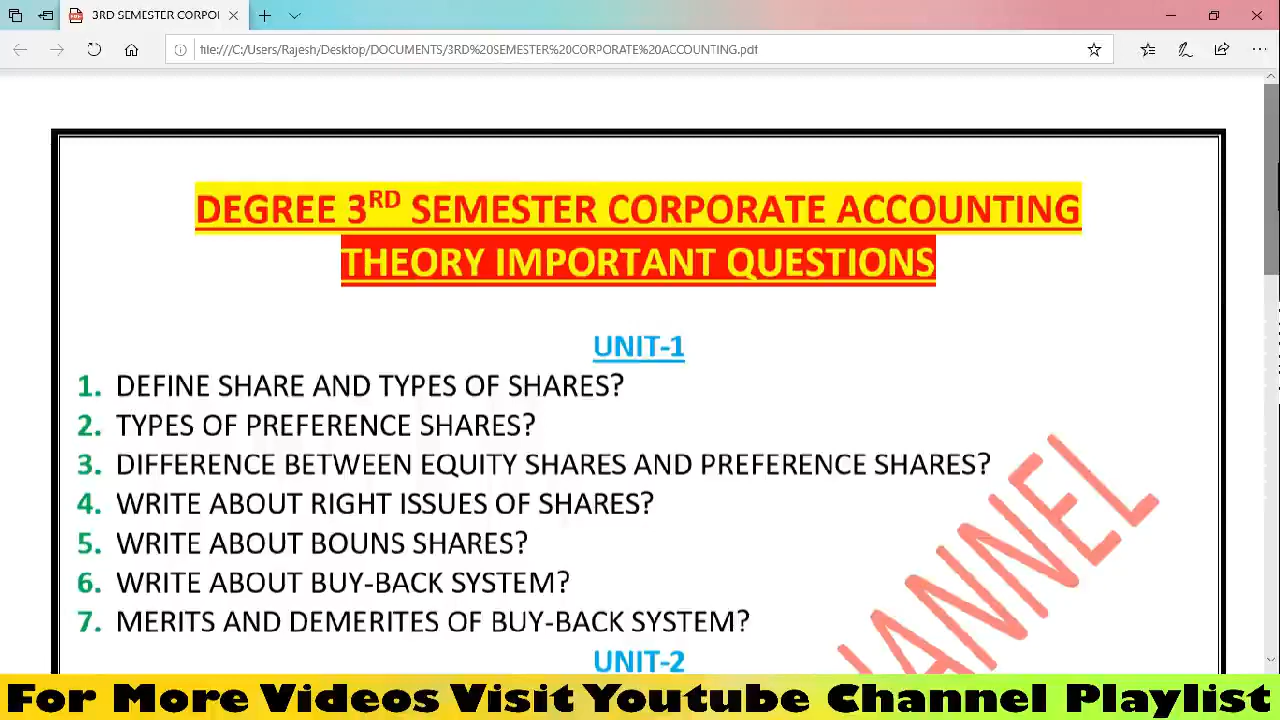 3RD SEMESTER CORPOI
file:///C:/Users/Rajesh/Desktop/DOCUMENTS/3RD%20SEMESTER%20CORPORATE%20ACCOUNTING.pdf
DEGREE 3RD SEMESTER CORPORATE ACCOUNTING
THEORY IMPORTANT QUESTIONS
UNIT-1
1. DEFINE SHARE AND TYPES OF SHARES?
2. TYPES OF PREFERENCE SHARES?
3. DIFFERENCE BETWEEN EQUITY SHARES AND PREFERENCE SHARES?
4. WRITE ABOUT RIGHT ISSUES OF SHARES?
5. WRITE ABOUT BOUNS SHARES?
6. WRITE ABOUT BUY-BACK SYSTEM?
7. MERITS AND DEMERITES OF BUY-BACK SYSTEM?
HANNEL
UNIT-2
For More Videos Visit Youtube Channel Playlist